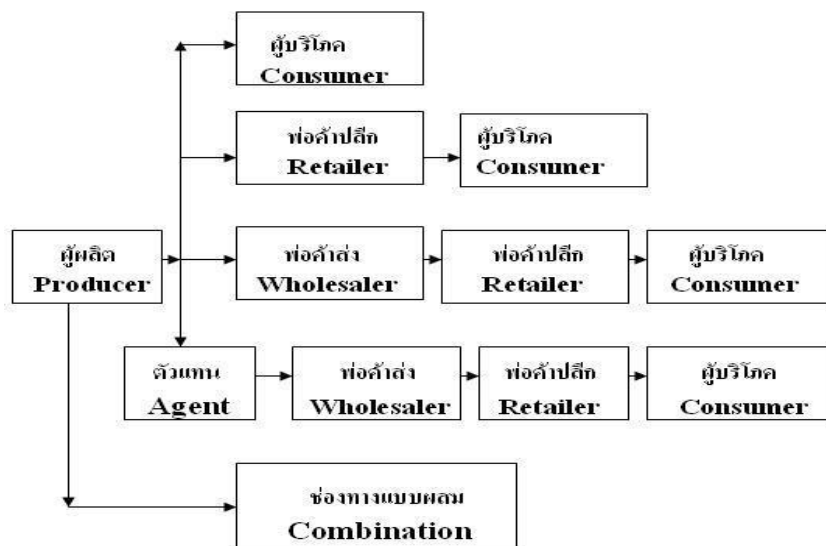 ผู้บริโภค
Consumer
พ่อค้าปลีก
Retailer
ผู้บริโภค
Consumer
ผู้ผลิต
Producer
พ่อค้าส่ง
Wholesaler
พ่อค้าปลีก
Retailer
ผู้บริโภค
Consumer
ตัวแทน
Agent
พ่อค้าส่ง
Wholesaler
พ่อค้าปลีก
Retailer
ผู้บริโภค
Consumer
ช่องทางแบบผสม
Combination